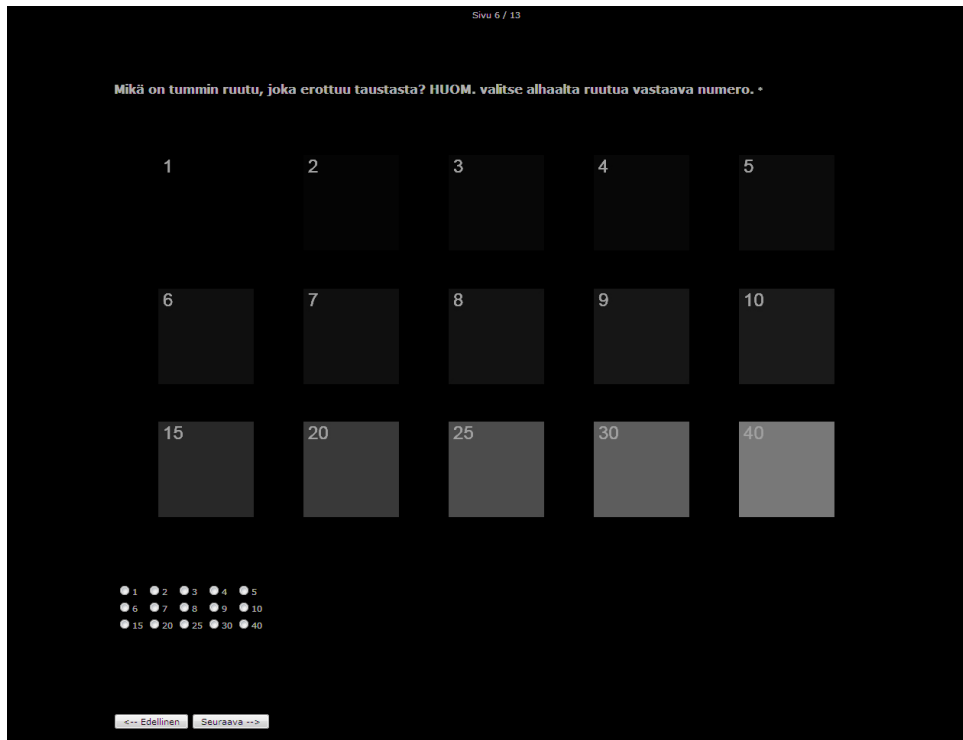 Sivu 6 / 13
Mikä on tummin ruutu, joka erottuu taustasta? HUOM. valitse alhaalta ruutua vastaava numero. *
1 2 3 4 5
6 7 8 9 10
15 20 25 30 40
1 2 3 4 5
6 7 8 9 10
15 20 25 30 40
<-- Edellinen Seuraava -->